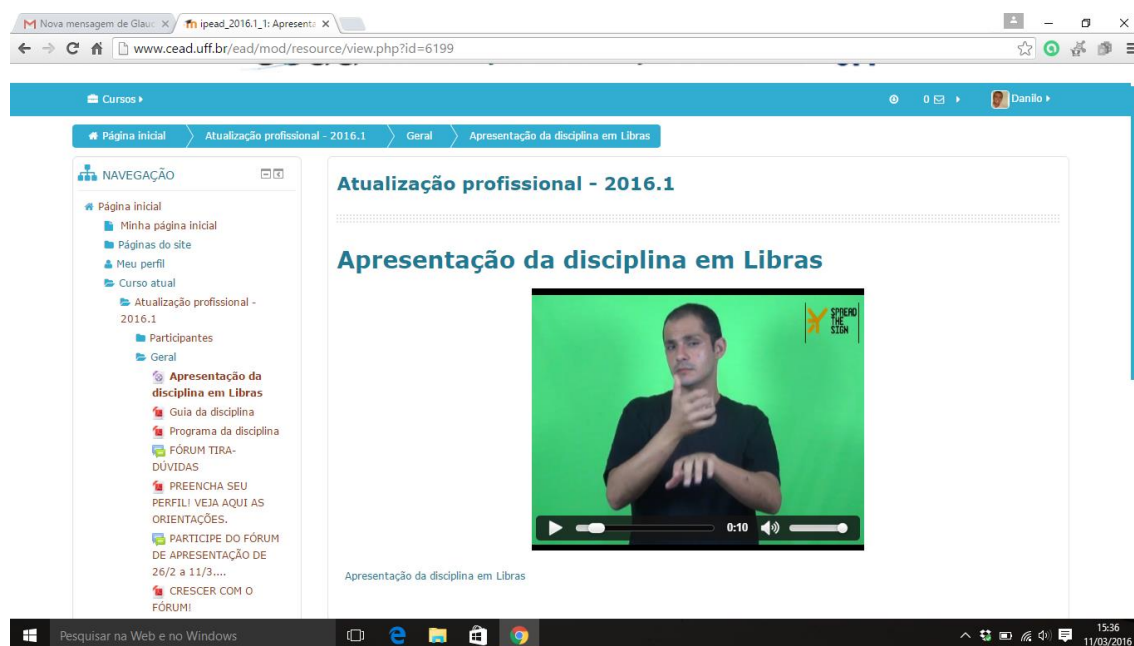 Nova mensagem de Glauc
ipead_2016.1_1: Apresenta
www.cead.uff.br/ead/mod/resource/view.php?id=6199
Cursos
0
Danilo
Página inicial
Atualização profissional - 2016.1
Geral
Apresentação da disciplina em Libras
NAVEGAÇÃO
Página inicial
Minha página inicial
Páginas do site
Meu perfil
Curso atual
Atualização profissional -
2016.1
Participantes
Geral
Apresentação da
disciplina em Libras
Guia da disciplina
Programa da disciplina
FÓRUM TIRA-
DÚVIDAS
PREENCHA SEU
PERFIL! VEJA AQUI AS
ORIENTAÇÕES.
PARTICIPE DO FÓRUM
DE APRESENTAÇÃO DE
26/2 a 11/3....
CRESCER COM O
FÓRUM!
Atualização profissional - 2016.1
Apresentação da disciplina em Libras
SPREAD
THE
SIGN
0:10
Apresentação da disciplina em Libras
Pesquisar na Web e no Windows
15:36
11/03/2016